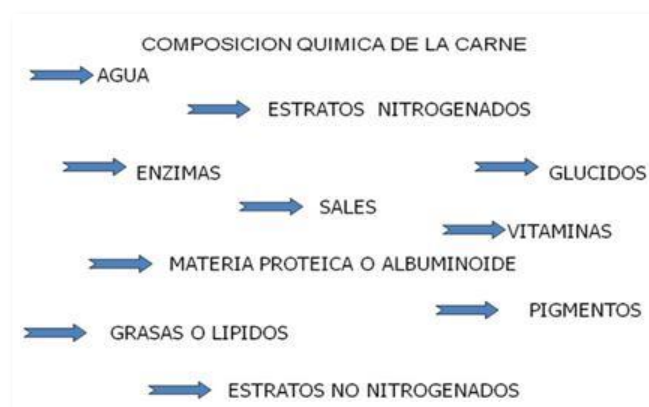 COMPOSICION QUIMICA DE LA CARNE
AGUA
ESTRATOS NITROGENADOS
ENZIMAS
GLUCIDOS
SALES
VITAMINAS
MATERIA PROTEICA O ALBUMINOIDE
PIGMENTOS
GRASAS O LIPIDOS
ESTRATOS NO NITROGENADOS